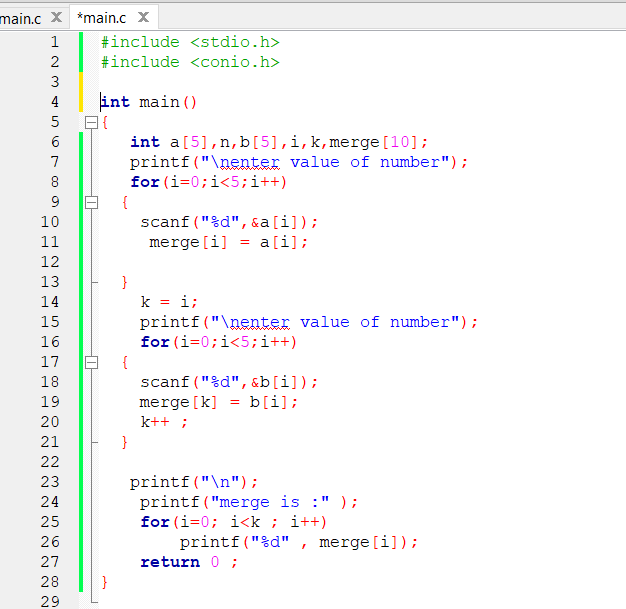 main.c X *main.c X
1 #include <stdio.h>
2 #include <conio.h>
3
4 int main()
5 {
6 int a[5],n,b[5],i,k,merge[10];
7 printf("\nenter value of number");
8 for(i=0;i<5;i++)
9 {
10 scanf("%d",&a[i]);
11 merge[i] = a[i];
12
13 }
14 k = i;
15 printf("\nenter value of number");
16 for(i=0;i<5;i++)
17 {
18 scanf("%d",&b[i]);
19 merge[k] = b[i];
20 k++ ;
21 }
22
23 printf("\n");
24 printf("merge is :" );
25 for(i=0; i<k ; i++)
26 printf("%d" , merge[i]);
27 return 0 ;
28 }
29